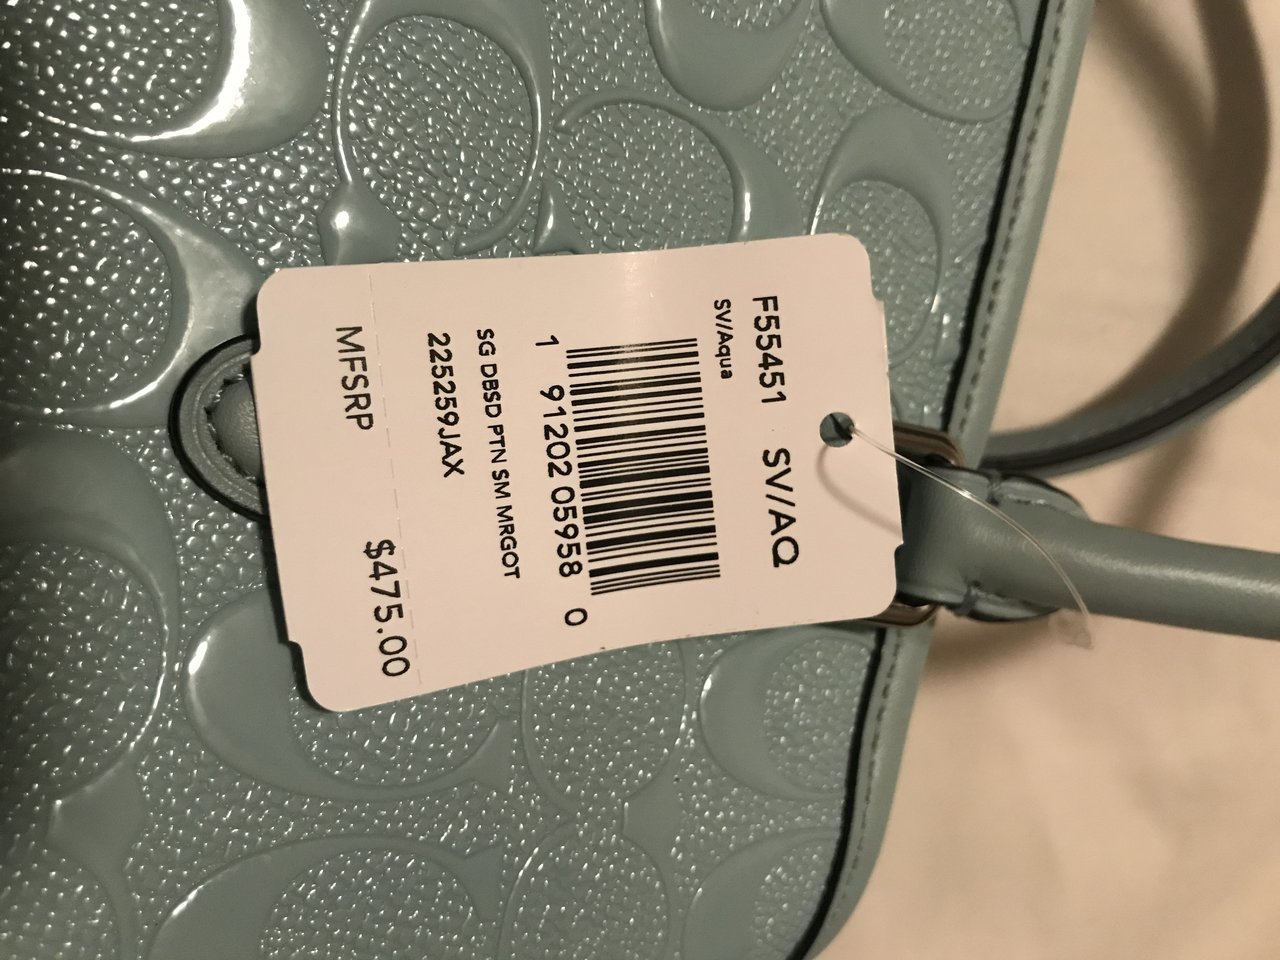 F55451 SV/AQ
SV/Aqua
1 91202 05958 0
SG DBSD PTN SM MRGOT
225259JAX
MFSRP $475.00